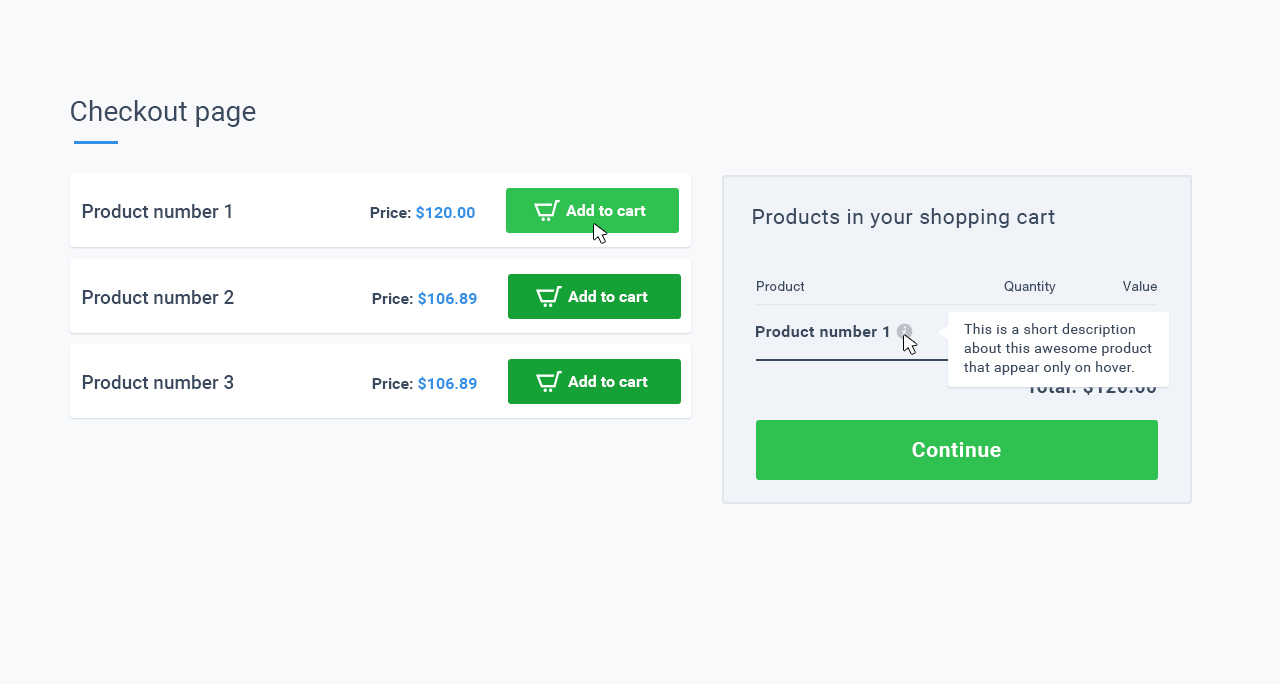 Checkout page
Product number 1
Price: $120.00
Add to cart
Product number 2
Price: $106.89
Add to cart
Product number 3
Price: $106.89
Add to cart
Products in your shopping cart
Product Quantity Value
Product number 1
This is a short description
about this awesome product
that appear only on hover.
Total: $120.00
Continue